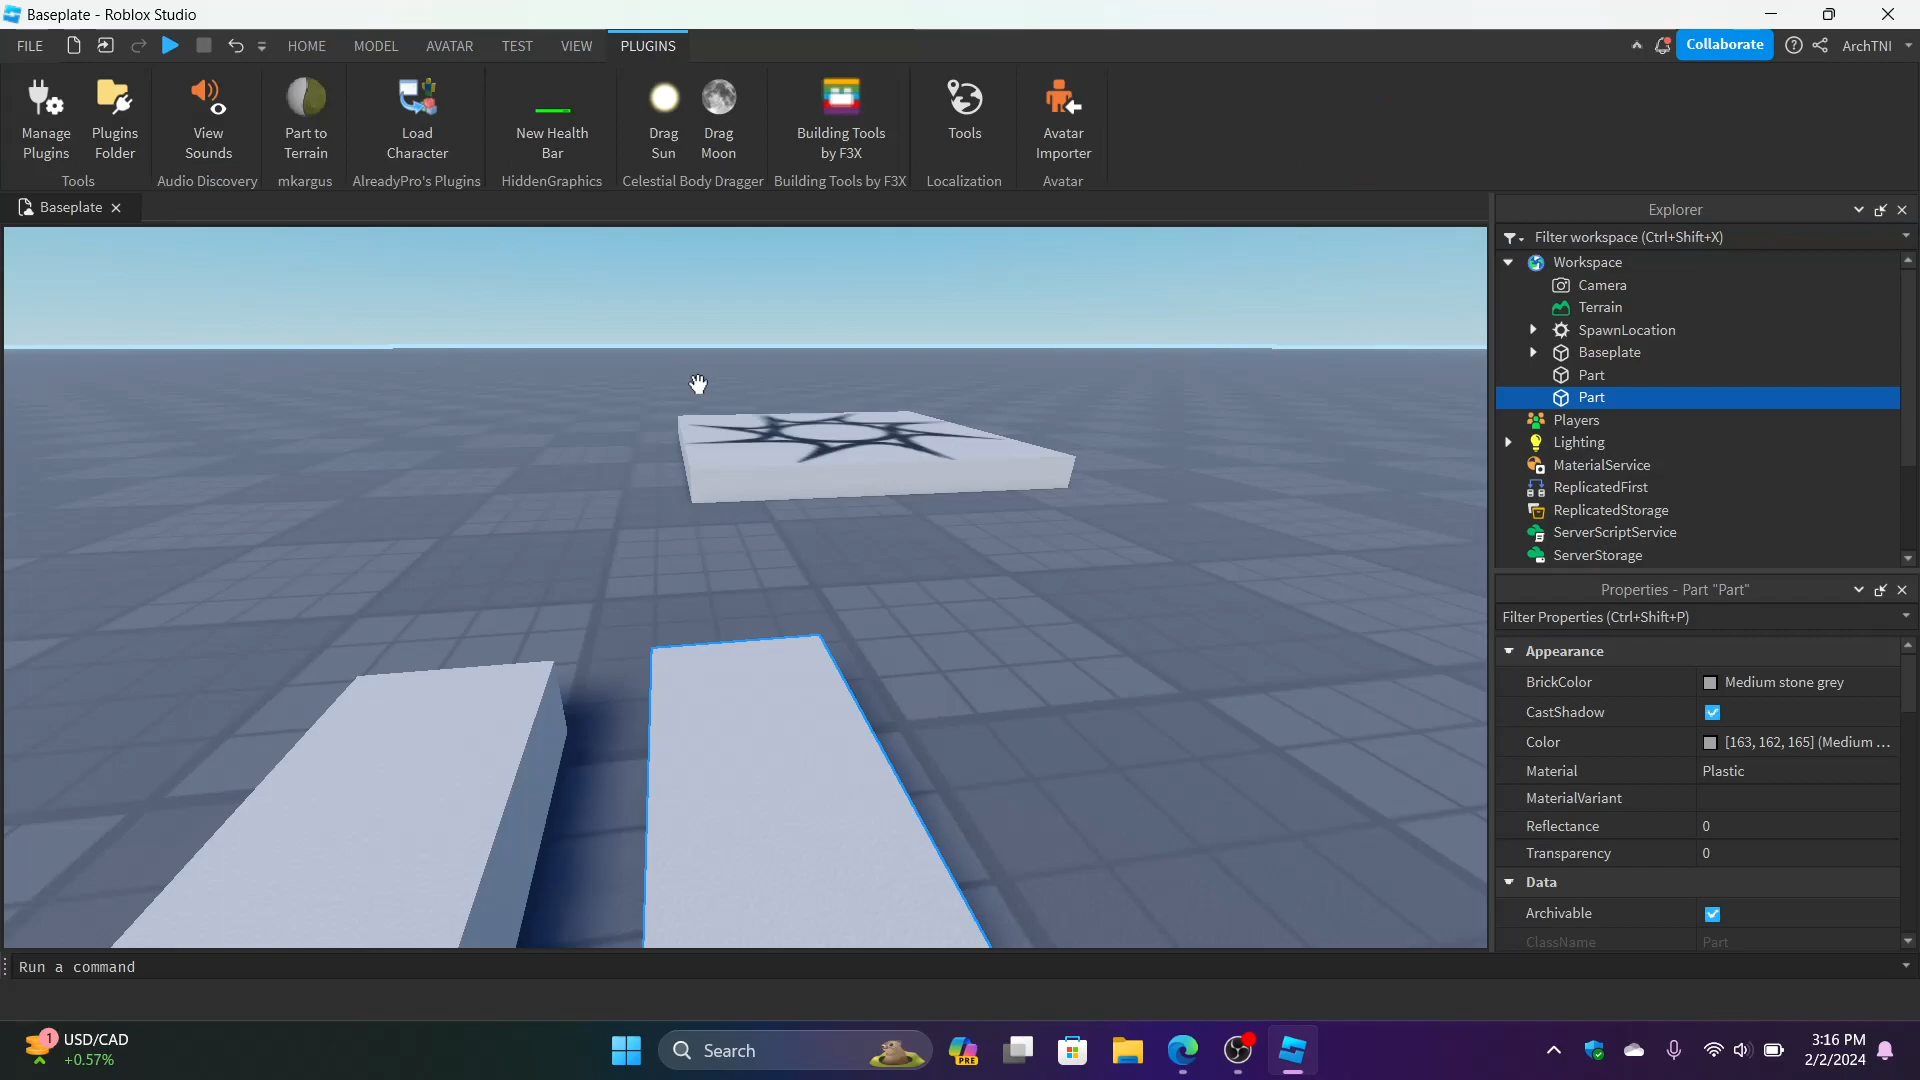 Baseplate - Roblox Studio
FILE HOME MODEL AVATAR TEST VIEW PLUGINS Collaborate ArchTNI
Manage Plugins
Plugins Folder
Tools
View Sounds
Audio Discovery
Part to Terrain
mkargus
Load Character
AlreadyPro's Plugins
New Health Bar
HiddenGraphics
Drag Sun
Drag Moon
Celestial Body Dragger
Building Tools by F3X
Building Tools by F3X
Tools
Localization
Avatar Importer
Avatar
Baseplate
Explorer
Filter workspace (Ctrl+Shift+X)
Workspace
Camera
Terrain
SpawnLocation
Baseplate
Part
Part
Players
Lighting
MaterialService
ReplicatedFirst
ReplicatedStorage
ServerScriptService
ServerStorage
Properties - Part "Part"
Filter Properties (Ctrl+Shift+P)
Appearance
BrickColor Medium stone grey
CastShadow
Color [163, 162, 165] (Medium ...
Material Plastic
MaterialVariant
Reflectance 0
Transparency 0
Data
Archivable
ClassName Part
Run a command
1
USD/CAD
+0.57%
Search
PRE
3:16 PM
2/2/2024